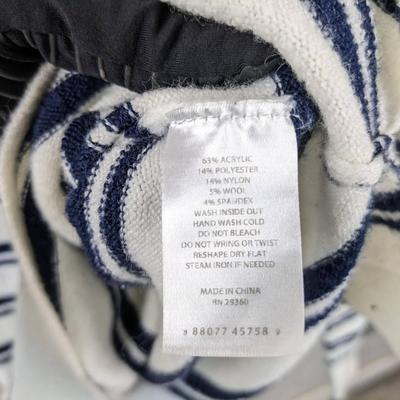 63% ACRYLIC
14% POLYESTER
14% NYLON
5% WOOL
4% SPANDEX
WASH INSIDE OUT
HAND WASH COLD
DO NOT BLEACH
DO NOT WRING OR TWIST
RESHAPE DRY FLAT
STEAM IRON IF NEEDED
MADE IN CHINA
RN 29360
8 88077 45758 9